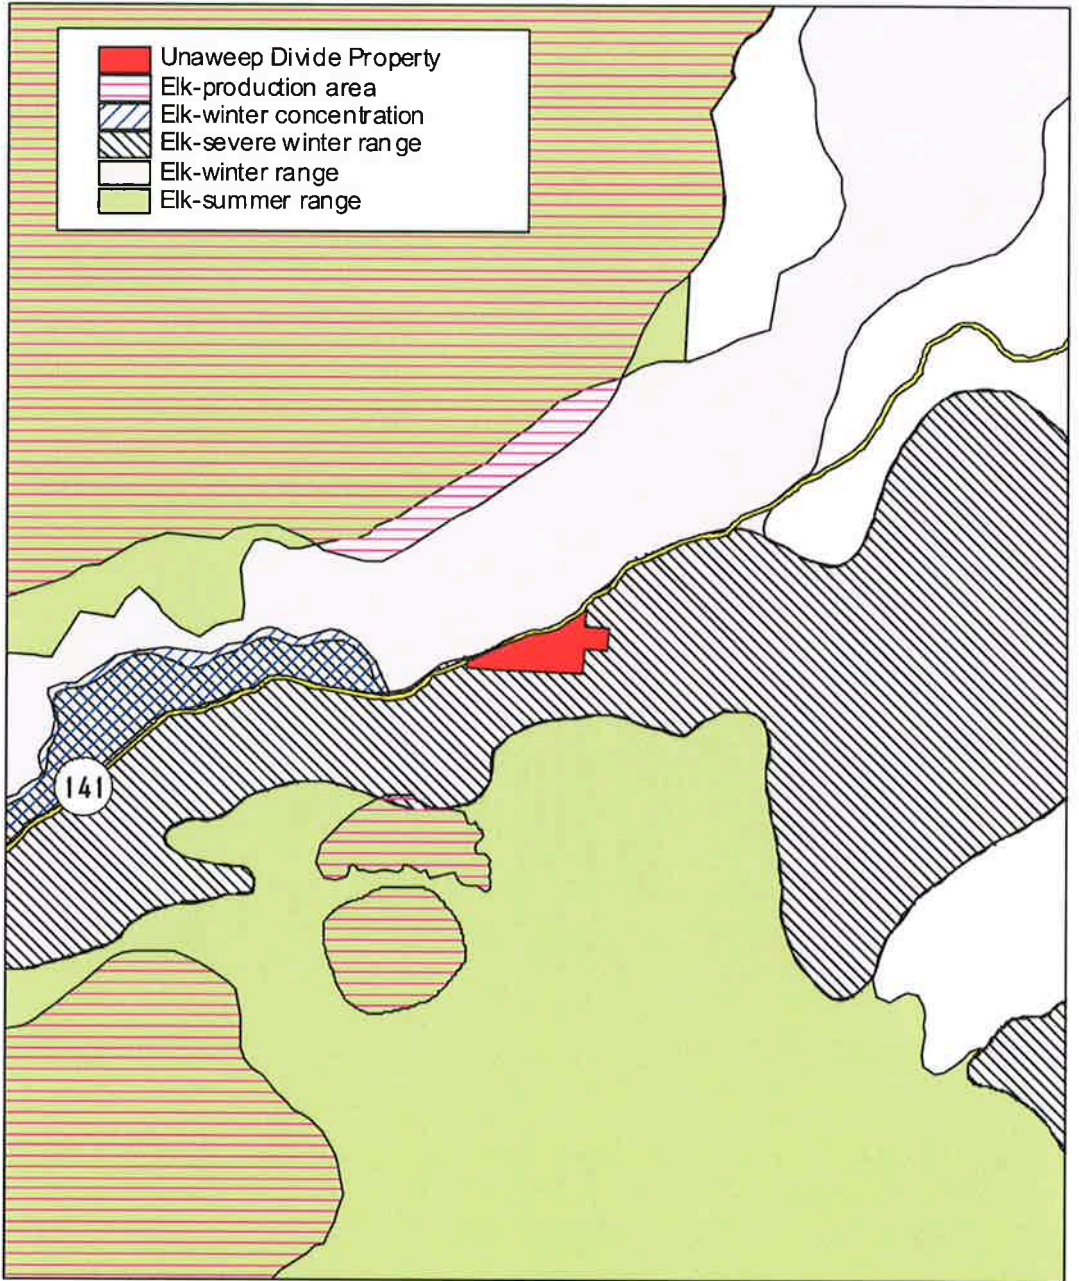 Unaweep Divide Property
Elk-production area
Elk-winter concentration
Elk-severe winter range
Elk-winter range
Elk-summer range
141